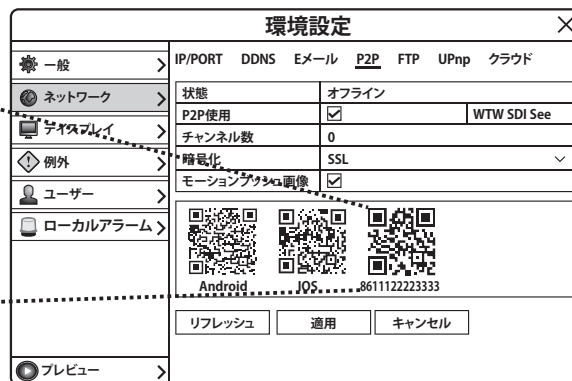 環境設定
一般
ネットワーク
ディスプレイ
例外
ユーザー
ローカルアラーム
プレビュー
IP/PORT DDNS Eメール P2P FTP UPnp クラウド
状態 オフライン
P2P使用 WTW SDI See
チャンネル数 0
暗号化 SSL
モーションプッシュ画像
Android IOS 8611122223333
リフレッシュ 適用 キャンセル